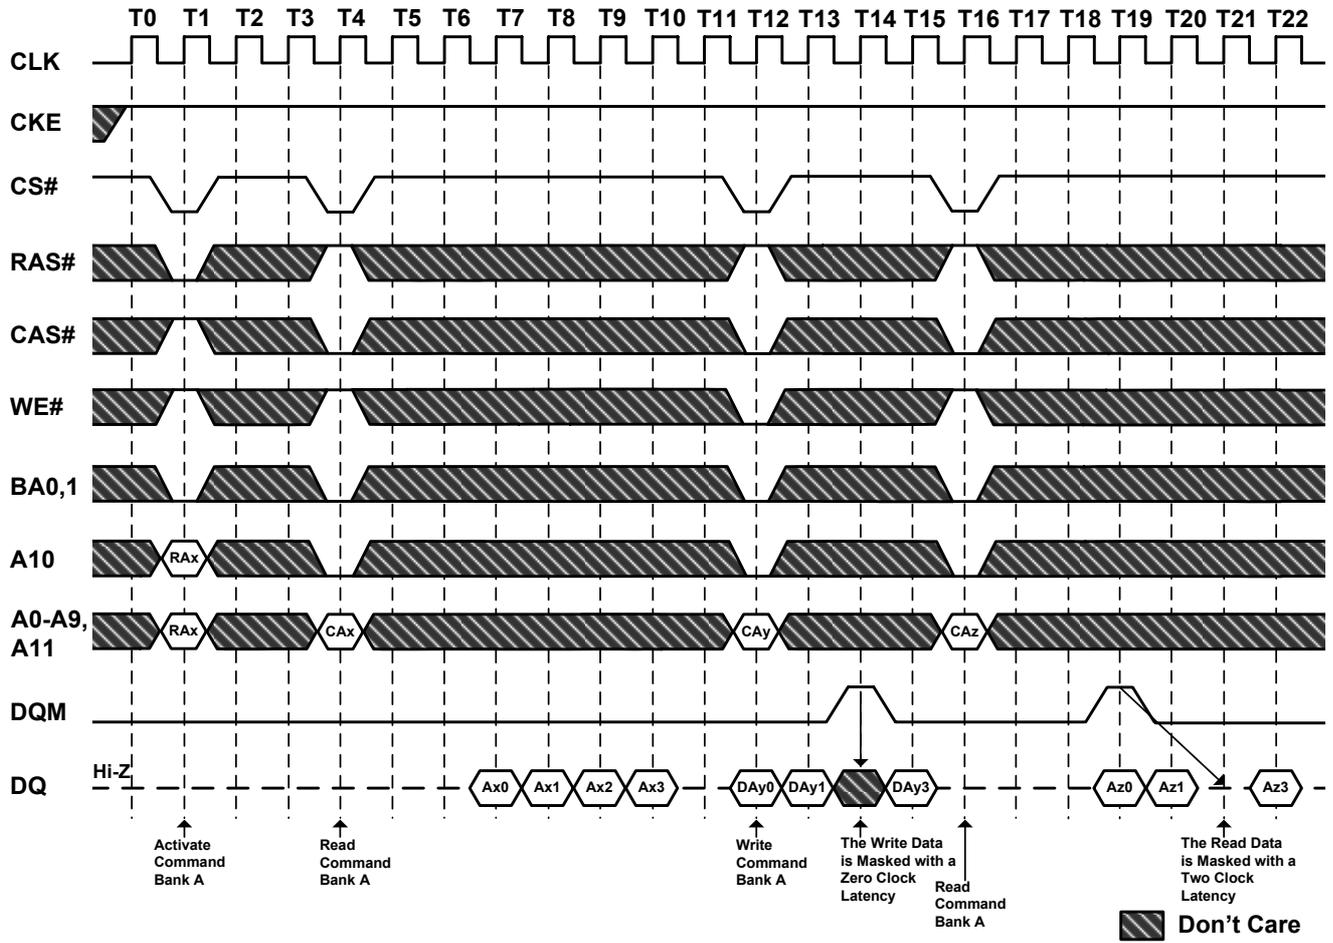 T0 T1 T2 T3 T4 T5 T6 T7 T8 T9 T10 T11 T12 T13 T14 T15 T16 T17 T18 T19 T20 T21 T22
CLK
CKE
CS#
RAS#
CAS#
WE#
BA0,1
A10 RAx
A0-A9,
A11
RAx CAx CAy CAz
DQM
Hi-Z
DQ
Ax0 Ax1 Ax2 Ax3 DAy0 DAy1 DAy3 Az0 Az1 Az3
Activate
Command
Bank A
Read
Command
Bank A
Write
Command
Bank A
The Write Data
is Masked with a
Zero Clock
Latency
Read
Command
Bank A
The Read Data
is Masked with a
Two Clock
Latency
Don't Care